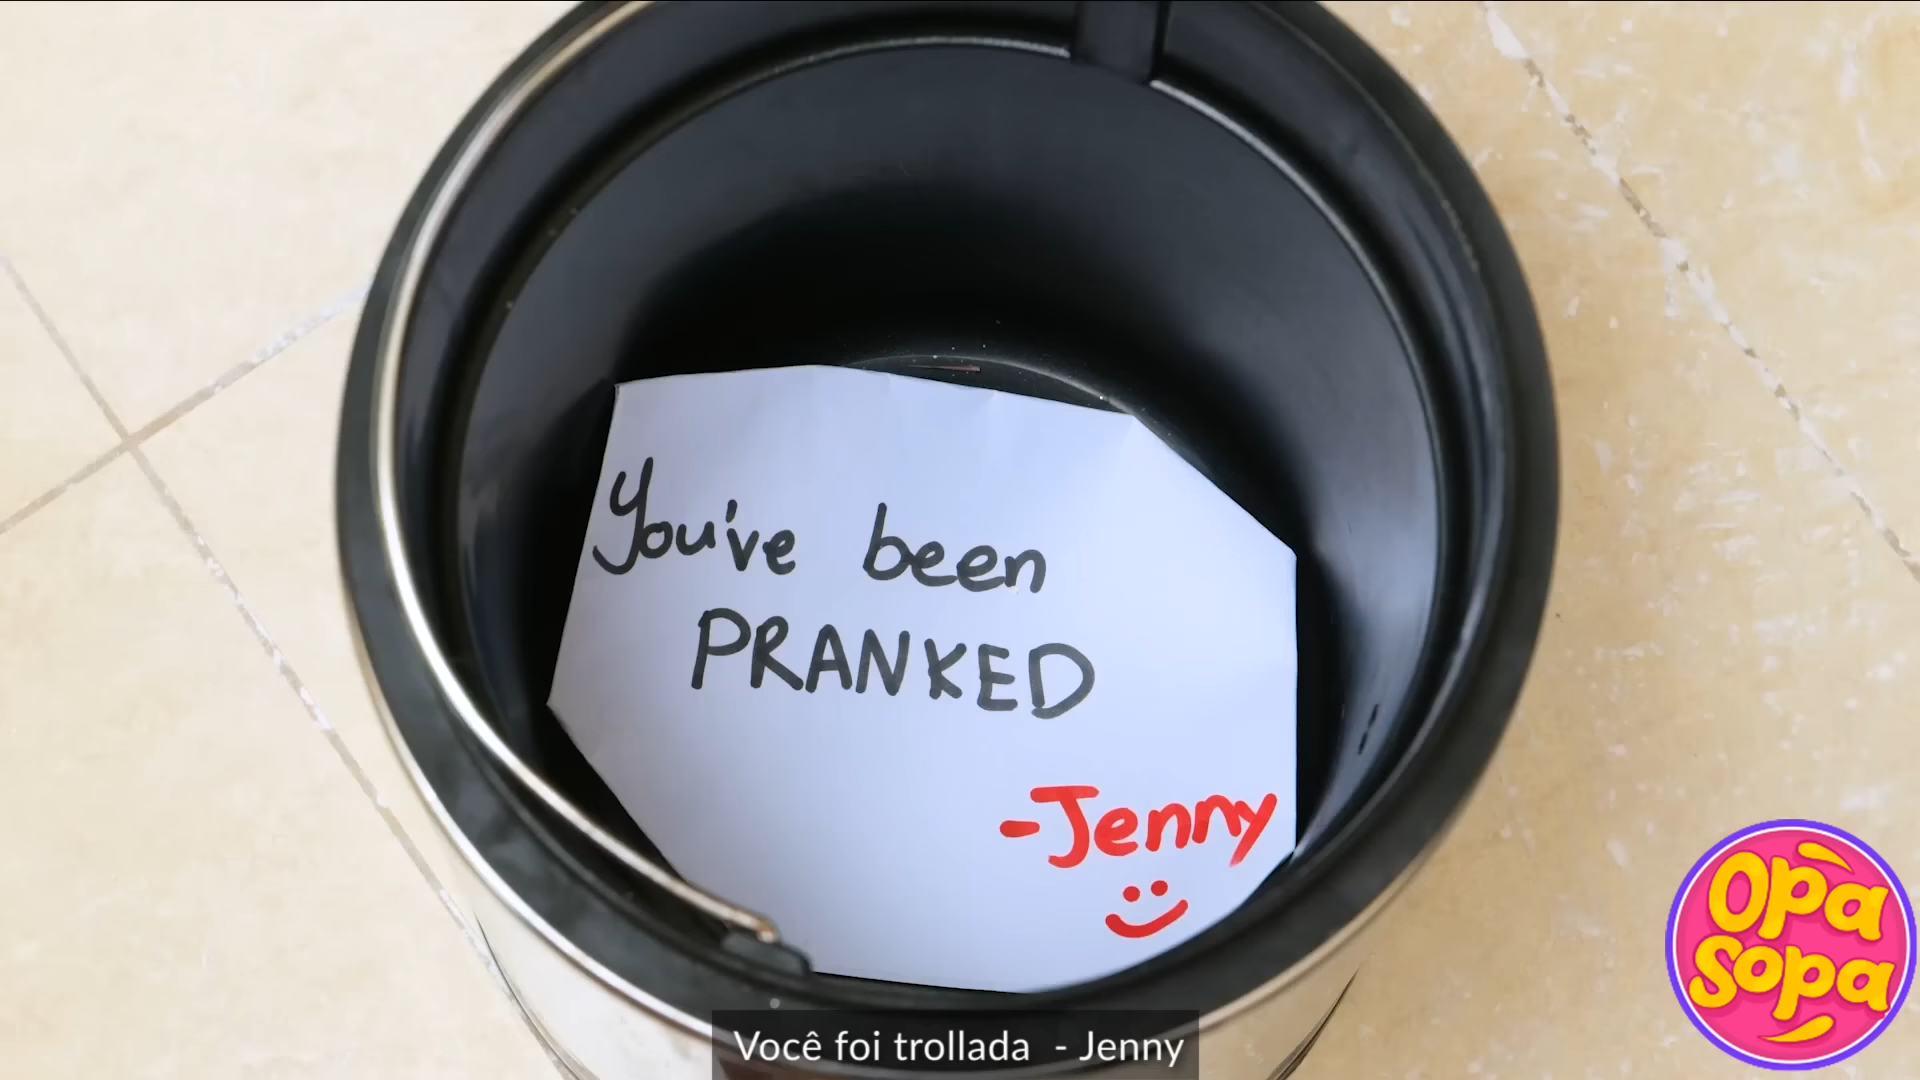 You've been
PRANKED
-Jenny
Opa
Sopa
Você foi trollada - Jenny